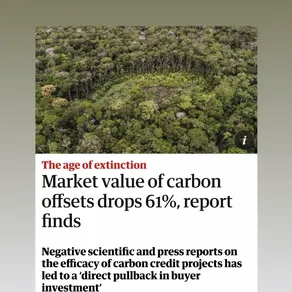 i
The age of extinction
Market value of carbon
offsets drops 61%, report
finds
Negative scientific and press reports on
the efficacy of carbon credit projects has
led to a ‘direct pullback in buyer
investment’